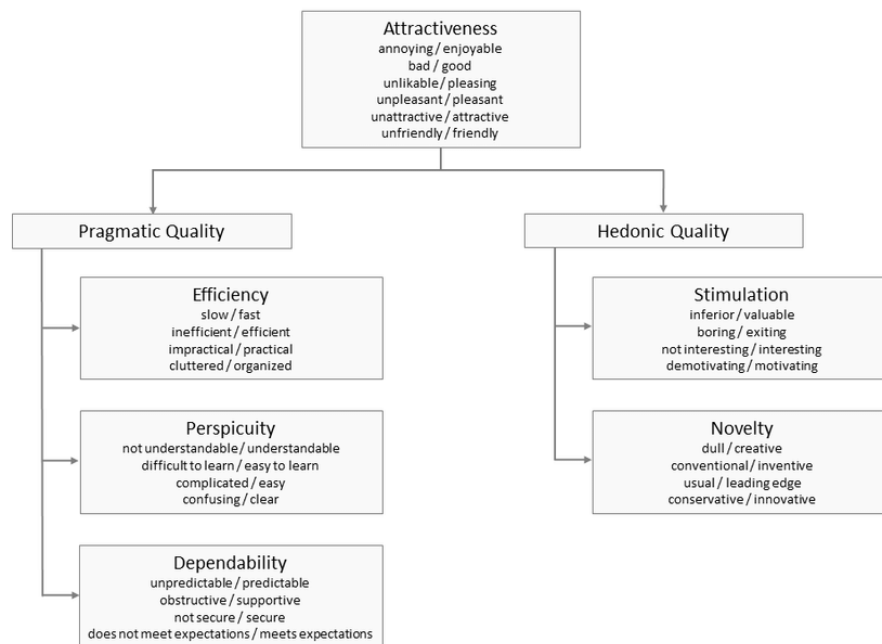 Attractiveness
annoying / enjoyable
bad / good
unlikable / pleasing
unpleasant / pleasant
unattractive / attractive
unfriendly / friendly
Pragmatic Quality
Efficiency
slow / fast
inefficient / efficient
impractical / practical
cluttered / organized
Perspicuity
not understandable / understandable
difficult to learn / easy to learn
complicated / easy
confusing / clear
Dependability
unpredictable / predictable
obstructive / supportive
not secure / secure
does not meet expectations / meets expectations
Hedonic Quality
Stimulation
inferior / valuable
boring / exiting
not interesting / interesting
demotivating / motivating
Novelty
dull / creative
conventional / inventive
usual / leading edge
conservative / innovative